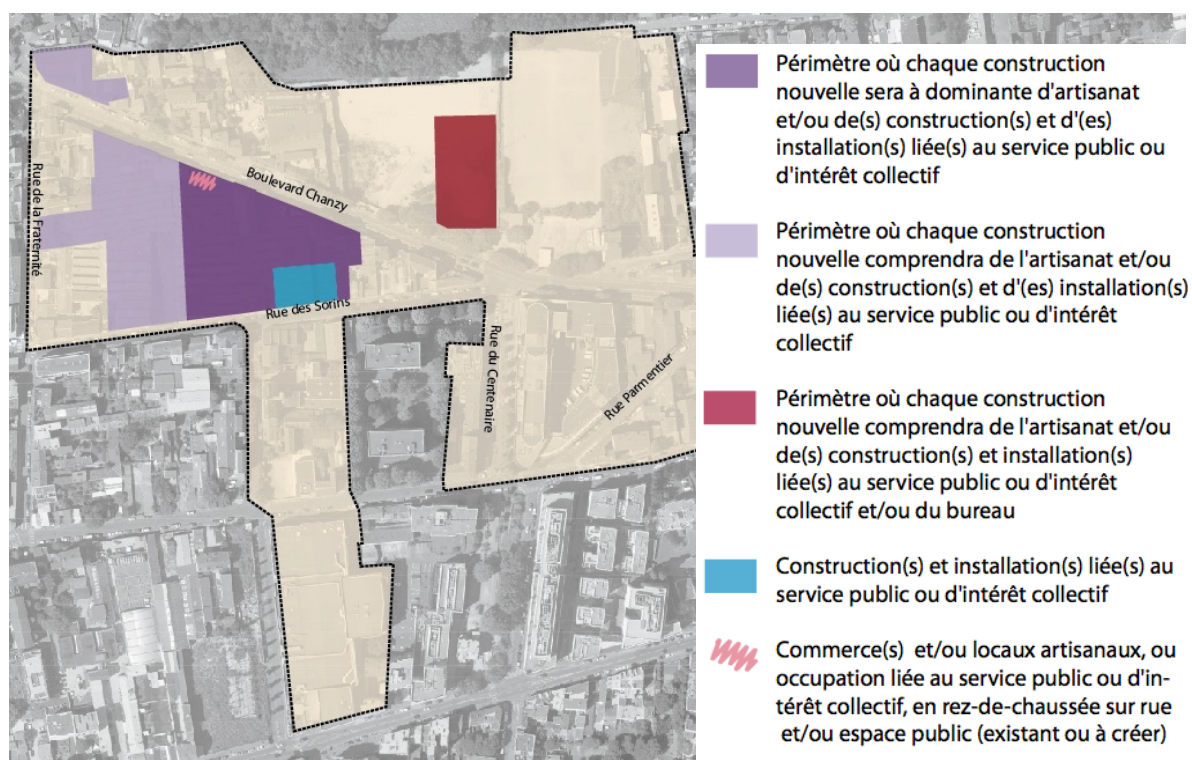 Rue de la Fraternité
Boulevard Chanzy
Rue des Sorins
Rue du Centenaire
Rue Parmentier
Périmètre où chaque construction
nouvelle sera à dominante d'artisanat
et/ou de(s) construction(s) et d'(es)
installation(s) liée(s) au service public ou
d'intérêt collectif
Périmètre où chaque construction
nouvelle comprendra de l'artisanat et/ou
de(s) construction(s) et d'(es) installation(s)
liée(s) au service public ou d'intérêt
collectif
Périmètre où chaque construction
nouvelle comprendra de l'artisanat et/ou
de(s) construction(s) et installation(s)
liée(s) au service public ou d'intérêt
collectif et/ou du bureau
Construction(s) et installation(s) liée(s) au
service public ou d'intérêt collectif
Commerce(s) et/ou locaux artisanaux, ou
occupation liée au service public ou d'in-
térêt collectif, en rez-de-chaussée sur rue
et/ou espace public (existant ou à créer)